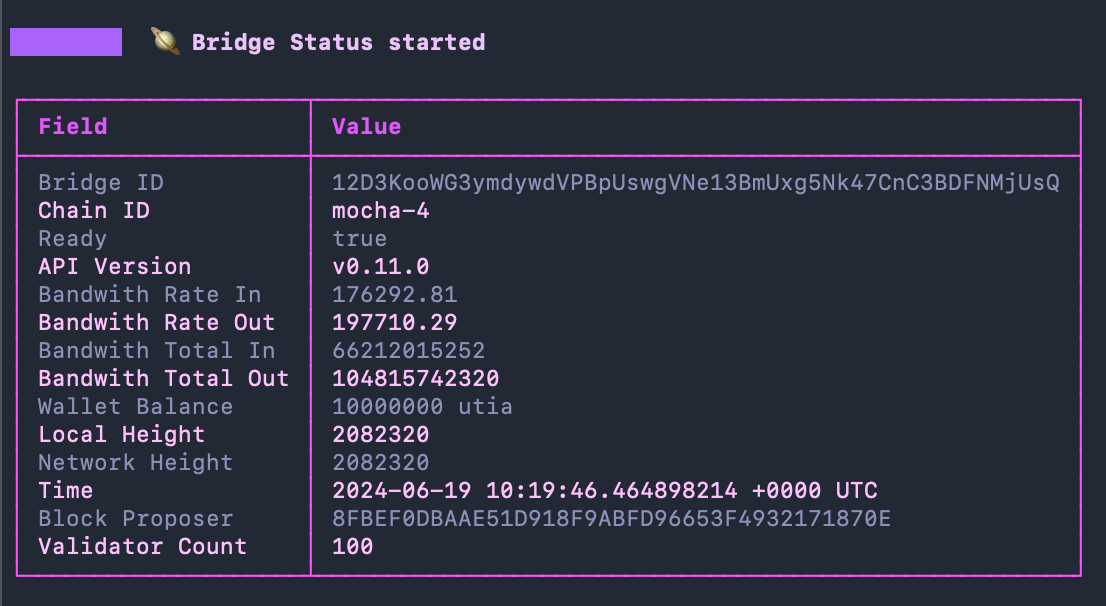 🪐 Bridge Status started
Field Value
Bridge ID 12D3KooWG3ymdywdVPBpUswgVNe13BmUxg5Nk47CnC3BDFNMjUsQ
Chain ID mocha-4
Ready true
API Version v0.11.0
Bandwith Rate In 176292.81
Bandwith Rate Out 197710.29
Bandwith Total In 66212015252
Bandwith Total Out 104815742320
Wallet Balance 10000000 utia
Local Height 2082320
Network Height 2082320
Time 2024-06-19 10:19:46.464898214 +0000 UTC
Block Proposer 8FBEF0DBAAE51D918F9ABFD96653F4932171870E
Validator Count 100